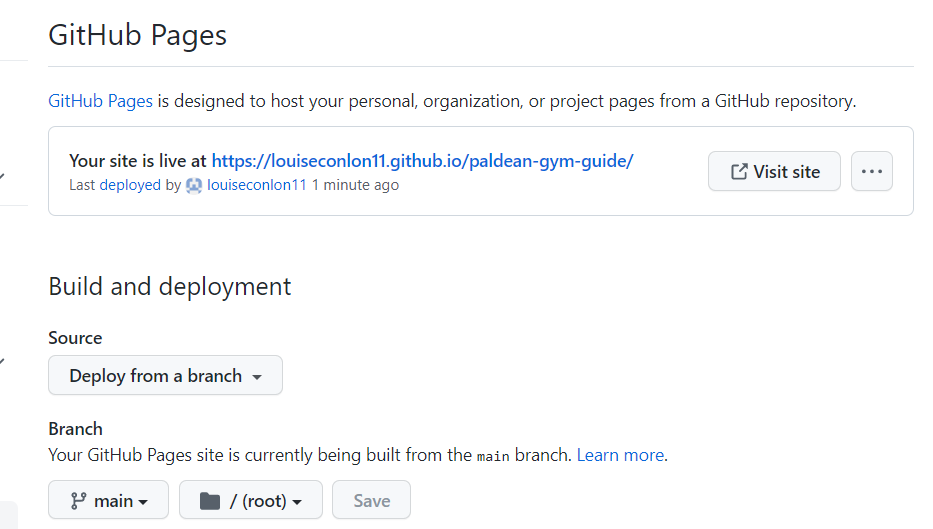 GitHub Pages
GitHub Pages is designed to host your personal, organization, or project pages from a GitHub repository.
Your site is live at https://louiseconlon11.github.io/paldean-gym-guide/
Last deployed by louiseconlon11 1 minute ago
Visit site
Build and deployment
Source
Deploy from a branch
Branch
Your GitHub Pages site is currently being built from the main branch. Learn more.
main
/ (root)
Save